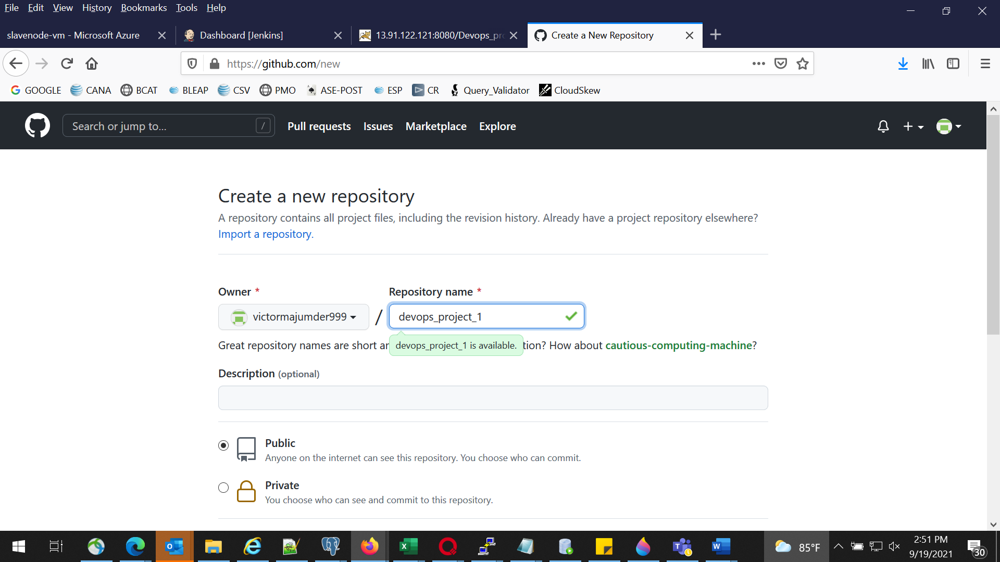 File Edit View History Bookmarks Tools Help
slavenode-vm - Microsoft Azure
Dashboard [Jenkins]
13.91.122.121:8080/Devops_pr
Create a New Repository
https://github.com/new
GOOGLE CANA BCAT BLEAP CSV PMO ASE-POST ESP CR Query_Validator CloudSkew
Search or jump to... / Pull requests Issues Marketplace Explore
Create a new repository
A repository contains all project files, including the revision history. Already have a project repository elsewhere?
Import a repository.
Owner * Repository name *
victormajumder999 / devops_project_1
Great repository names are short an devops_project_1 is available. tion? How about cautious-computing-machine?
Description (optional)
Public
Anyone on the internet can see this repository. You choose who can commit.
Private
You choose who can see and commit to this repository.
85°F
2:51 PM
9/19/2021
30